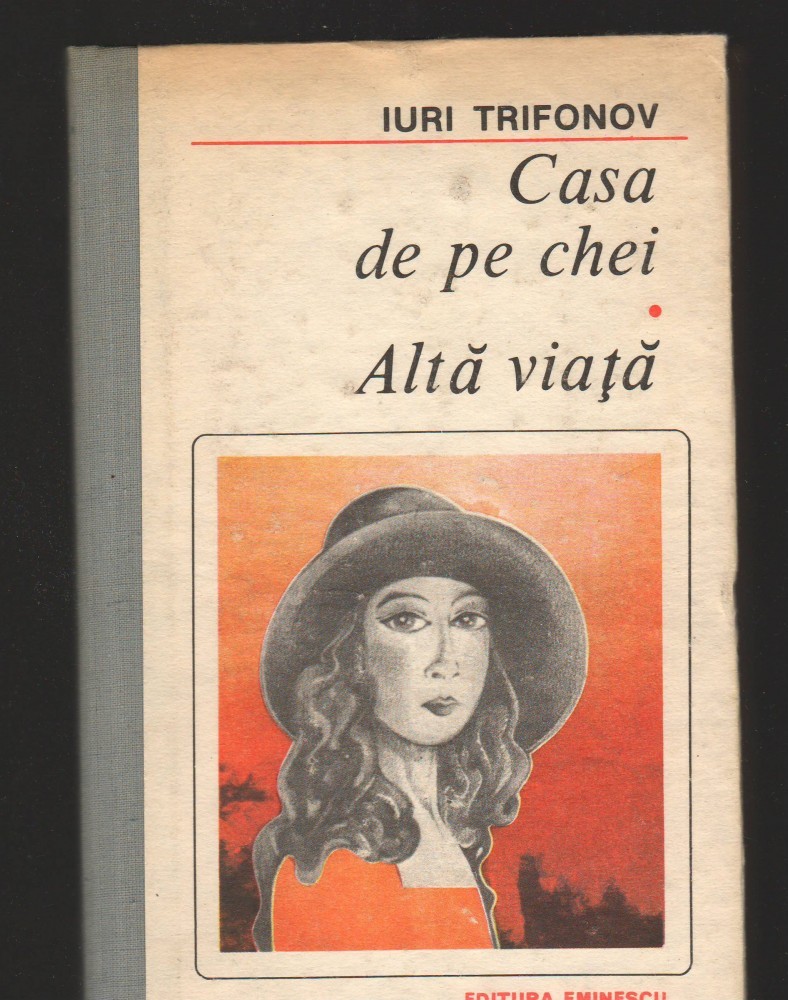 IURI TRIFONOV
Casa
de pe chei
Altă viaţă
EDITURA EMINESCU